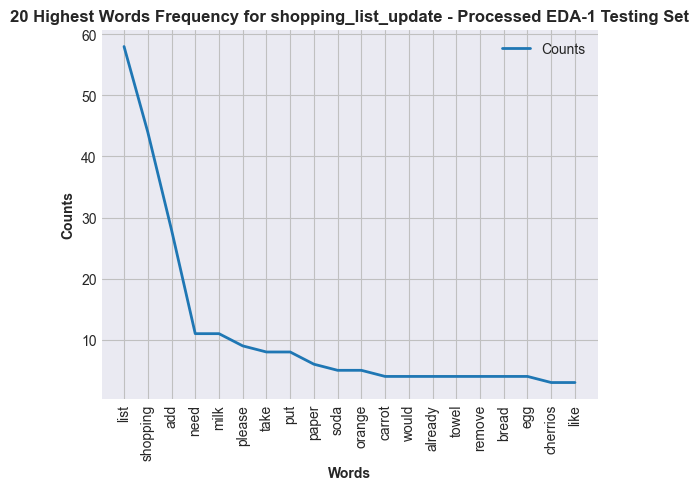 20 Highest Words Frequency for shopping_list_update - Processed EDA-1 Testing Set
Counts
60
50
40
30
20
10
Counts
list
shopping
add
need
milk
please
take
put
paper
soda
orange
carrot
would
already
towel
remove
bread
egg
cherrios
like
Words